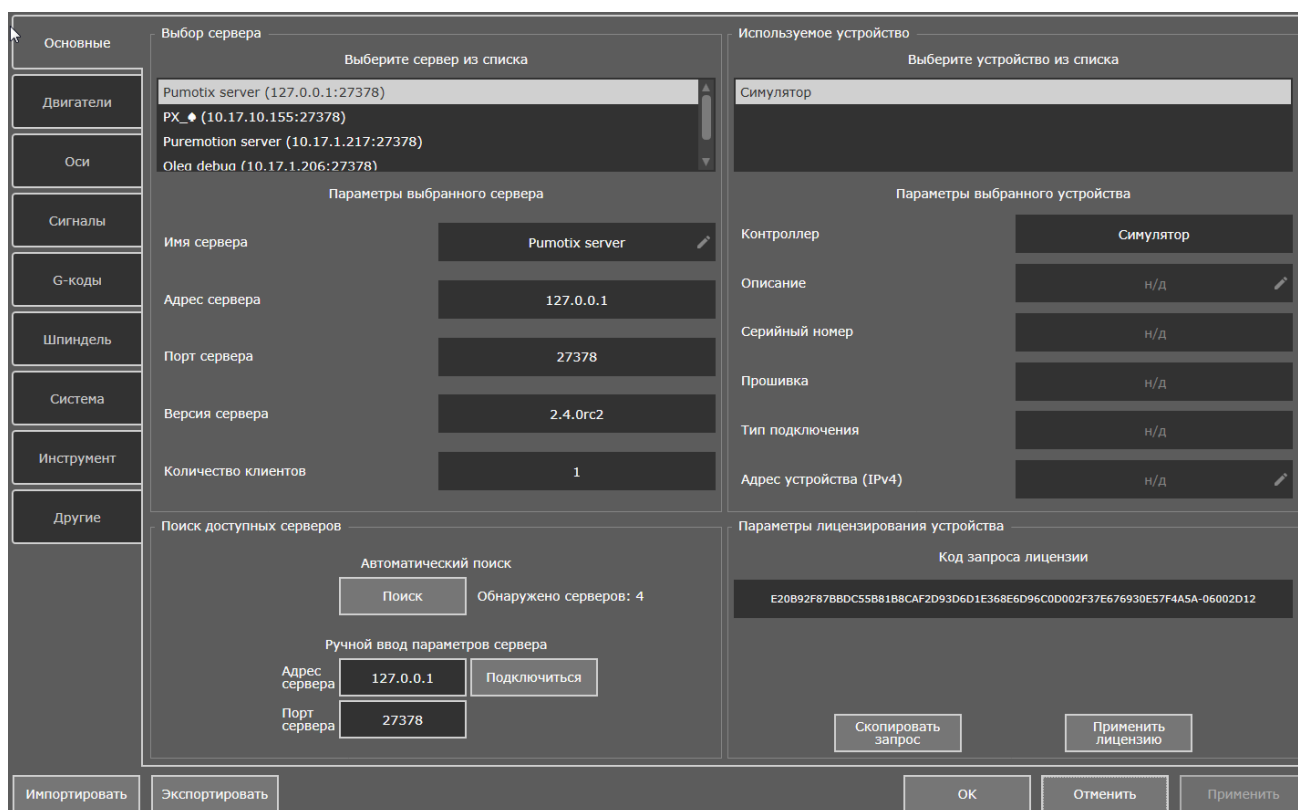 Основные
Двигатели
Оси
Сигналы
G-коды
Шпиндель
Система
Инструмент
Другие
Выбор сервера
Выберите сервер из списка
Pumotix server (127.0.0.1:27378)
PX_♠ (10.17.10.155:27378)
Puremotion server (10.17.1.217:27378)
Oleg debug (10.17.1.206:27378)
Параметры выбранного сервера
Имя сервера
Pumotix server
Адрес сервера
127.0.0.1
Порт сервера
27378
Версия сервера
2.4.0rc2
Количество клиентов
1
Используемое устройство
Выберите устройство из списка
Симулятор
Параметры выбранного устройства
Контроллер
Симулятор
Описание
н/д
Серийный номер
н/д
Прошивка
н/д
Тип подключения
н/д
Адрес устройства (IPv4)
н/д
Поиск доступных серверов
Автоматический поиск
Поиск
Обнаружено серверов: 4
Ручной ввод параметров сервера
Адрес
сервера
127.0.0.1
Подключиться
Порт
сервера
27378
Параметры лицензирования устройства
Код запроса лицензии
E20B92F87BBDC55B81B8CAF2D93D6D1E368E6D96C0D002F37E676930E57F4A5A-06002D12
Скопировать
запрос
Применить
лицензию
Импортировать
Экспортировать
OK
Отменить
Применить